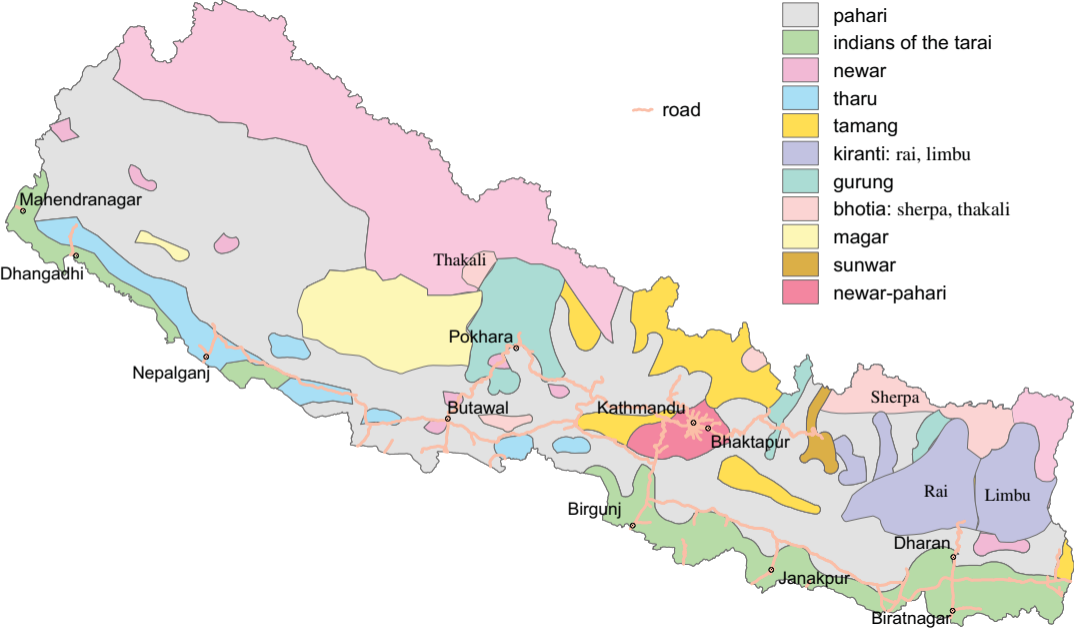 pahari
indians of the tarai
newar
tharu
road
tamang
kiranti: rai, limbu
gurung
bhotia: sherpa, thakali
magar
sunwar
newar-pahari
Mahendranagar
Dhangadhi
Thakali
Pokhara
Nepalganj
Sherpa
Butawal
Kathmandu
Bhaktapur
Rai
Limbu
Birgunj
Dharan
Janakpur
Biratnagar